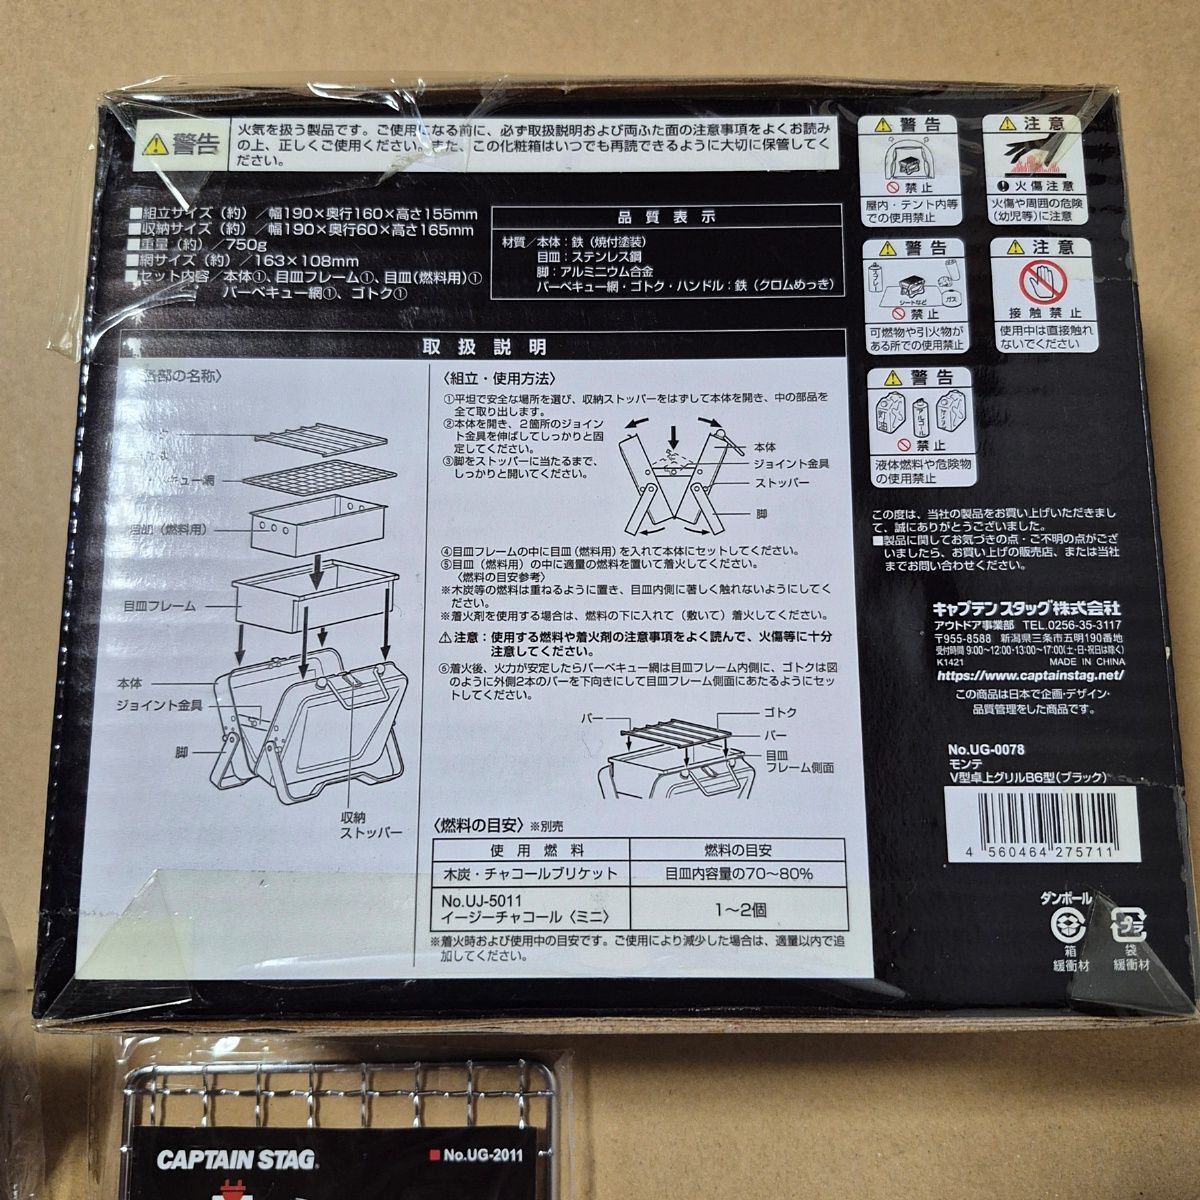 警告
火気を扱う製品です。ご使用になる前に、必ず取扱説明および両ふた面の注意事項をよくお読み
の上、正しくご使用ください。また、この化粧箱はいつでも再読できるように大切に保管してく
ださい。
■組立サイズ（約）／幅190×奥行160×高さ155mm
■収納サイズ（約）／幅190×奥行60×高さ165mm
■重量（約）／750g
■網サイズ（約）／163×108mm
■セット内容／本体①、目皿フレーム①、目皿(燃料用)①
バーベキュー網①、ゴトク①
品質表示
材質／本体：鉄（焼付塗装）
目皿：ステンレス鋼
脚：アルミニウム合金
バーベキュー網・ゴトク・ハンドル：鉄（クロムめっき）
警告
禁止
屋内・テント内等
での使用禁止
注意
火傷注意
火傷や周囲の危険
(幼児等)に注意
警告
シートなど
ガス
禁止
可燃物や引火物が
ある所での使用禁止
注意
接触禁止
使用中は直接触れ
ないでください
警告
灯油
アルコール
禁止
液体燃料や危険物
の使用禁止
取扱説明
各部の名称〉
キュー網
目皿（燃料用）
目皿フレーム
本体
ジョイント金具
脚
収納
ストッパー
〈組立・使用方法〉
①平坦で安全な場所を選び、収納ストッパーをはずして本体を開き、中の部品を
全て取り出します。
②本体を開き、2箇所のジョイン
ト金具を伸ばしてしっかりと固
定してください。
③脚をストッパーに当たるまで、
しっかりと開いてください。
本体
ジョイント金具
ストッパー
脚
④目皿フレームの中に目皿（燃料用）を入れて本体にセットしてください。
⑤目皿（燃料用）の中に適量の燃料を置いて着火してください。
〈燃料の目安参考〉
※木炭等の燃料は重ねるように置き、目皿内側に著しく触れないようにしてく
ださい。
※着火剤を使用する場合は、燃料の下に入れて（敷いて）着火してください。
注意：使用する燃料や着火剤の注意事項をよく読んで、火傷等に十分
注意してください。
⑥着火後、火力が安定したらバーベキュー網は目皿フレーム内側に、ゴトクは図
のように外側2本のバーを下向きにして目皿フレーム側面にあたるようにセッ
トしてください。
バー
ゴトク
バー
目皿
フレーム側面
〈燃料の目安〉※別売
使用燃料
燃料の目安
木炭・チャコールブリケット
目皿内容量の70～80%
No.UJ-5011
イージーチャコール〈ミニ〉
1～2個
※着火時および使用中の目安です。ご使用により減少した場合は、適量以内で追
加してください。
この度は、当社の製品をお買い上げいただきまし
て、誠にありがとうございました。
■製品に関してお気づきの点・ご不明の点がござ
いましたら、お買い上げの販売店、または当社
までお問い合わせください。
キャプテンスタッグ株式会社
アウトドア事業部 TEL.0256-35-3117
〒955-8588 新潟県三条市五明190番地
受付時間 9:00～12:00・13:00～17:00(土・日・祝日は除く)
K1421 MADE IN CHINA
https://www.captainstag.net/
この商品は日本で企画・デザイン・
品質管理をした商品です。
No.UG-0078
モンテ
V型卓上グリルB6型(ブラック)
4 560464 275711
ダンボール
箱
緩衝材
プラ
袋
緩衝材
CAPTAIN STAG
■No.UG-2011